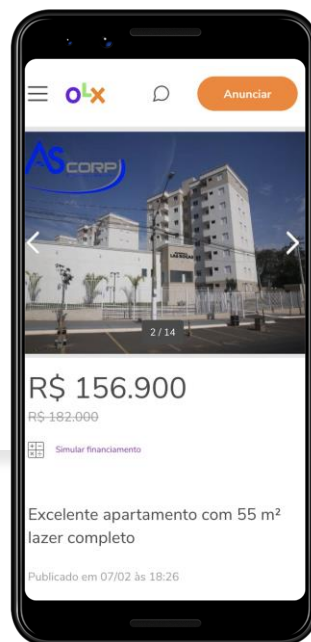 OLX
Anunciar
AS CORP
2 / 14
R$ 156.900
R$ 182.000
Simular financiamento
Excelente apartamento com 55 m²
lazer completo
Publicado em 07/02 às 18:26